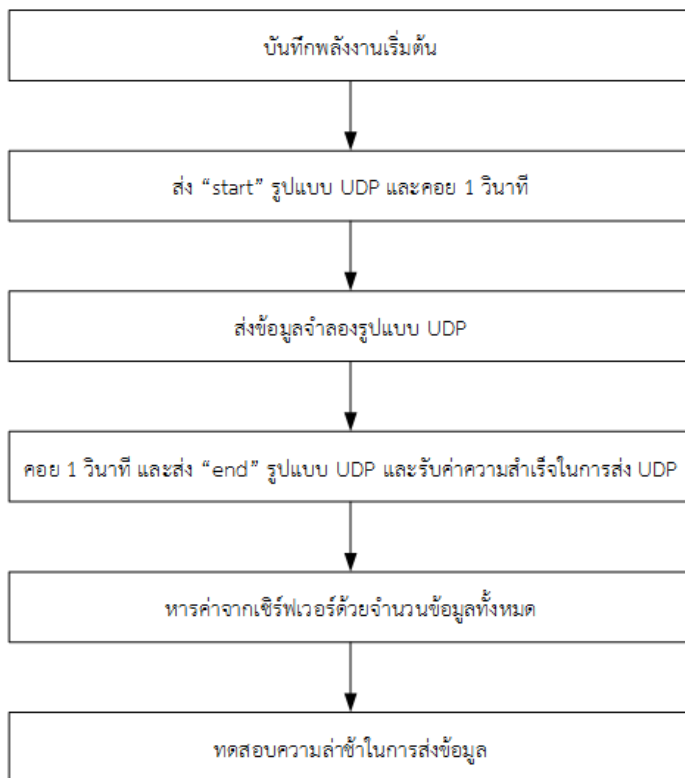 บันทึกพลังงานเริ่มต้น
ส่ง “start” รูปแบบ UDP และคอย 1 วินาที
ส่งข้อมูลจำลองรูปแบบ UDP
คอย 1 วินาที และส่ง “end” รูปแบบ UDP และรับค่าความสำเร็จในการส่ง UDP
หารค่าจากเซิร์ฟเวอร์ด้วยจำนวนข้อมูลทั้งหมด
ทดสอบความล่าช้าในการส่งข้อมูล